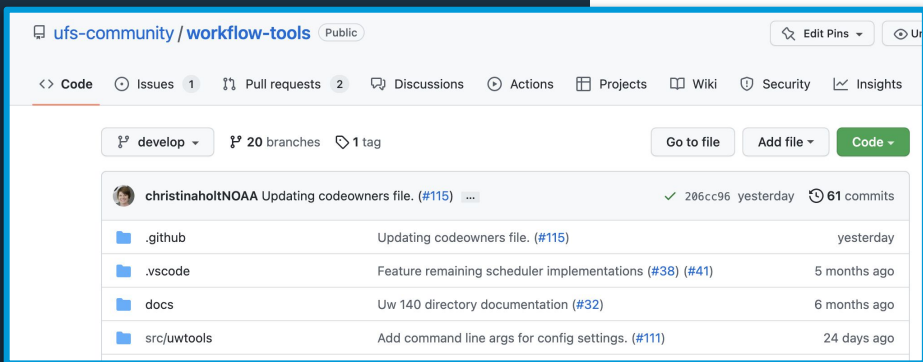 ufs-community / workflow-tools Public Edit Pins
<> Code Issues 1 Pull requests 2 Discussions Actions Projects Wiki Security Insights
develop 20 branches 1 tag Go to file Add file Code
christinaholtNOAA Updating codeowners file. (#115) ... 206cc96 yesterday 61 commits
.github Updating codeowners file. (#115) yesterday
.vscode Feature remaining scheduler implementations (#38) (#41) 5 months ago
docs Uw 140 directory documentation (#32) 6 months ago
src/uwtools Add command line args for config settings. (#111) 24 days ago